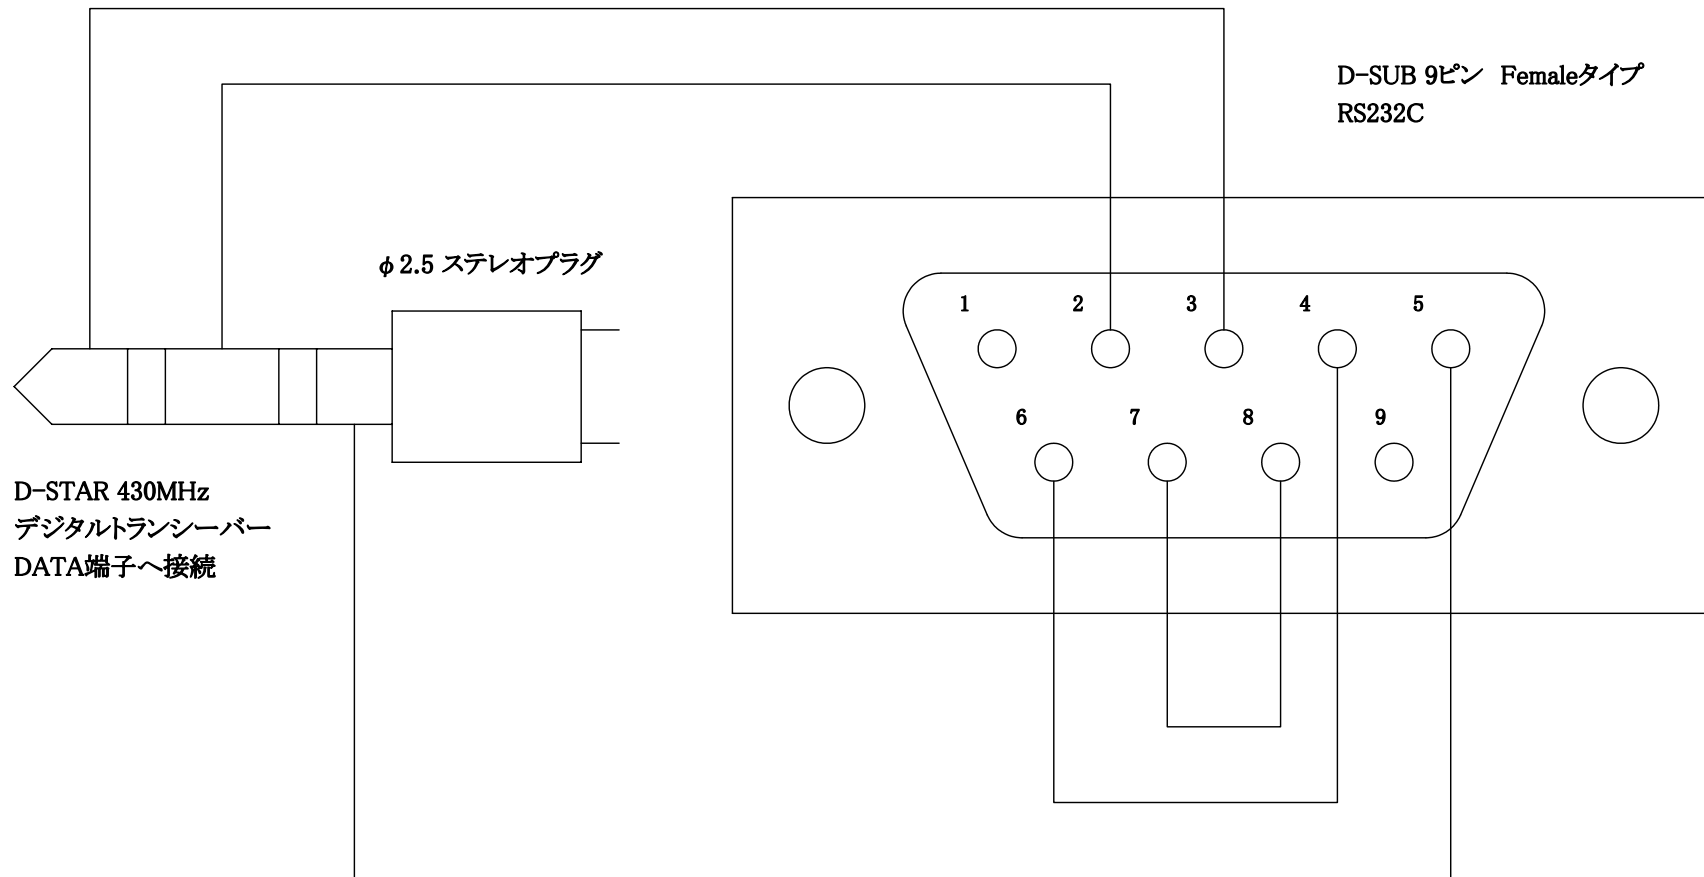 D-SUB 9ピン Femaleタイプ
RS232C
φ2.5 ステレオプラグ
1 2 3 4 5
6 7 8 9
D-STAR 430MHz
デジタルトランシーバー
DATA端子へ接続